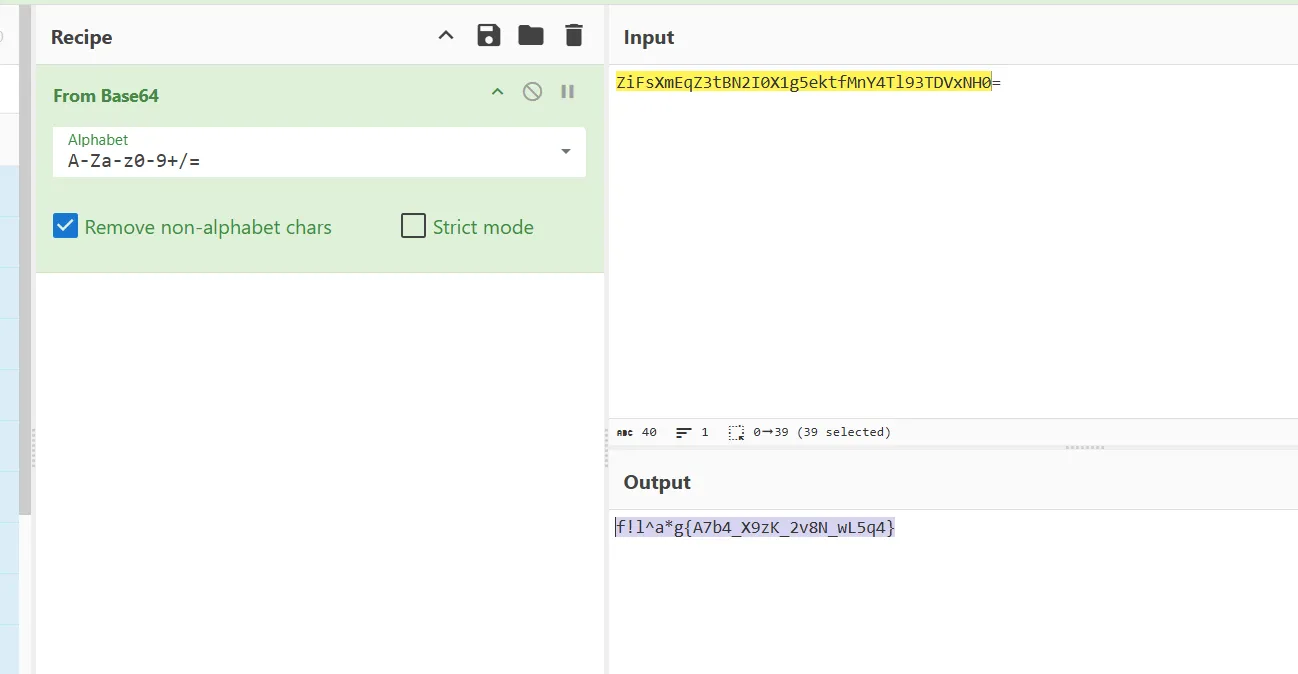 Recipe
From Base64
Alphabet
A-Za-z0-9+/=
Remove non-alphabet chars
Strict mode
Input
ZiFsXmEqZ3tBN2I0X1g5ektfMnY4Tl93TDVxNH0=
ABC 40 1 0→39 (39 selected)
Output
f!l^a*g{A7b4_X9zK_2v8N_wL5q4}